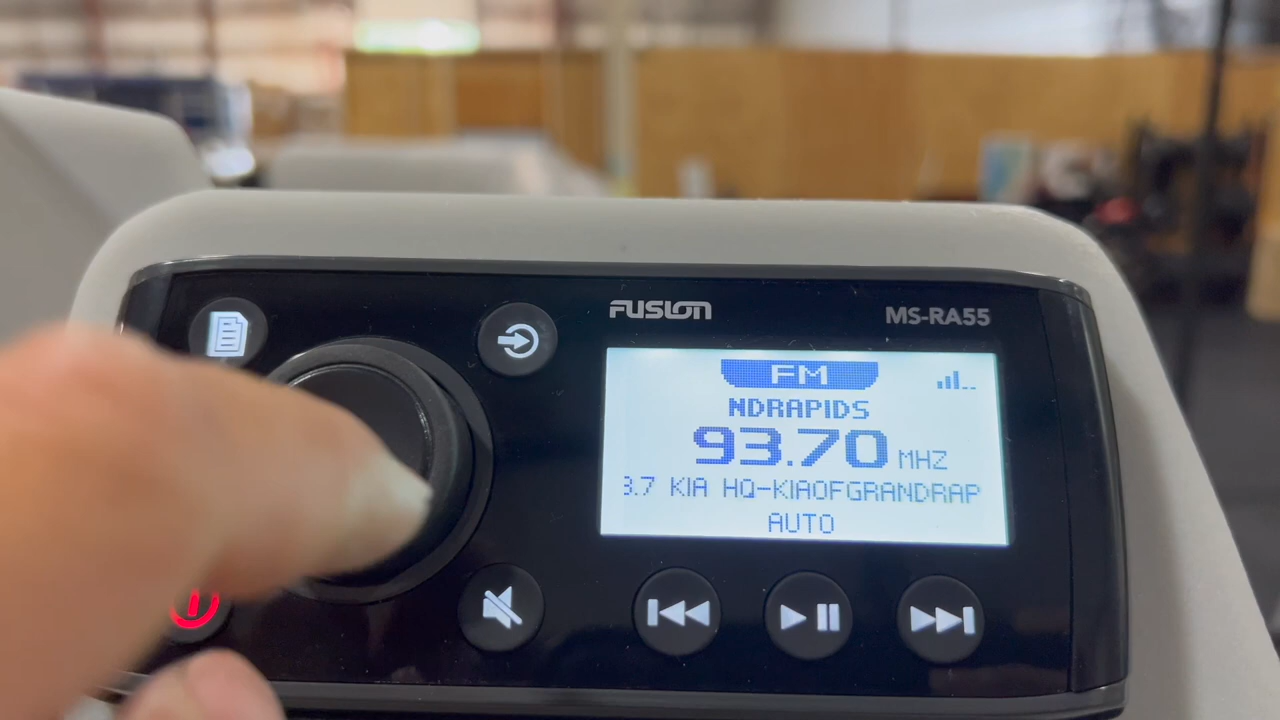 FUSION
MS-RA55
FM
NDRAPIDS
93.70 MHZ
3.7 KIA HQ-KIAOFGRANDRAP
AUTO